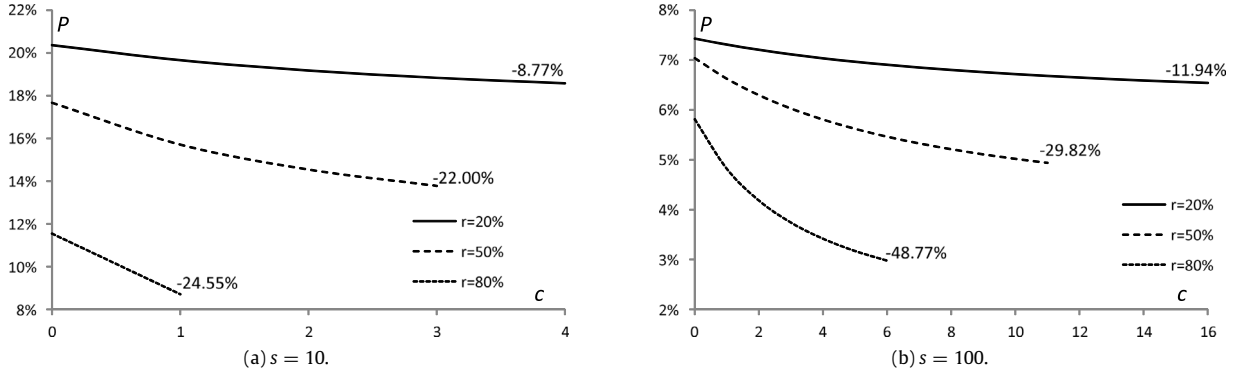 22%
20%
18%
16%
14%
12%
10%
8%
P
-8.77%
-22.00%
-24.55%
r=20%
r=50%
r=80%
c
0 1 2 3 4
(a) s = 10.
8%
7%
6%
5%
4%
3%
2%
P
-11.94%
-29.82%
-48.77%
r=20%
r=50%
r=80%
c
0 2 4 6 8 10 12 14 16
(b) s = 100.